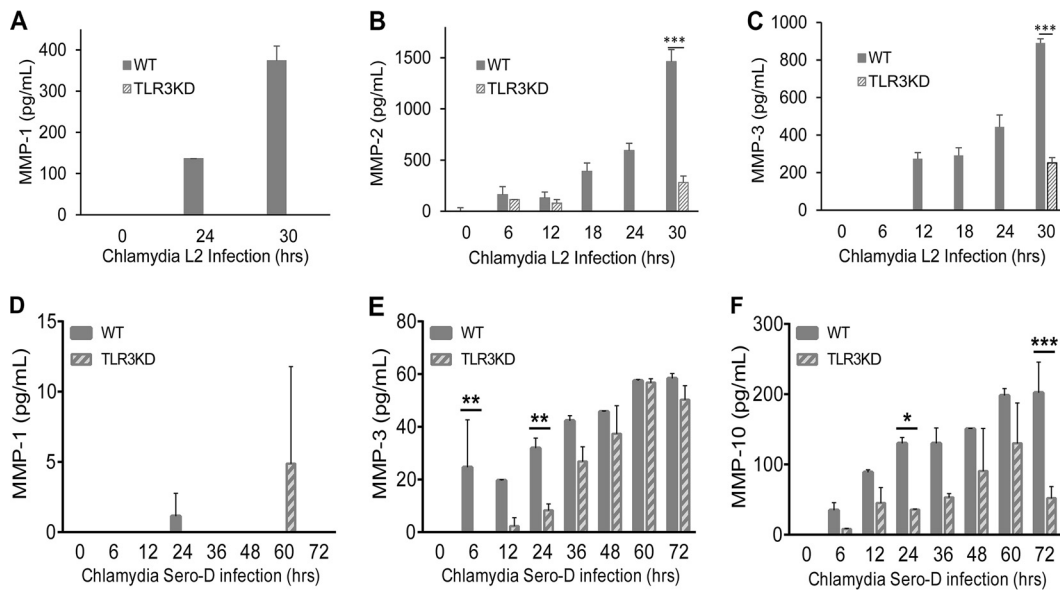 A
MMP-1 (pg/mL)
400
300
200
100
0
WT
TLR3KD
0 24 30
Chlamydia L2 Infection (hrs)
B
MMP-2 (pg/mL)
1500
1000
500
0
WT
TLR3KD
***
0 6 12 18 24 30
Chlamydia L2 Infection (hrs)
C
MMP-3 (pg/mL)
1000
800
600
400
200
0
WT
TLR3KD
***
0 6 12 18 24 30
Chlamydia L2 Infection (hrs)
D
MMP-1 (pg/mL)
15
10
5
0
WT
TLR3KD
0 6 12 24 36 48 60 72
Chlamydia Sero-D infection (hrs)
E
MMP-3 (pg/mL)
80
60
40
20
0
WT
TLR3KD
**
**
0 6 12 24 36 48 60 72
Chlamydia Sero-D infection (hrs)
F
MMP-10 (pg/mL)
300
200
100
0
WT
TLR3KD
*
***
0 6 12 24 36 48 60 72
Chlamydia Sero-D infection (hrs)